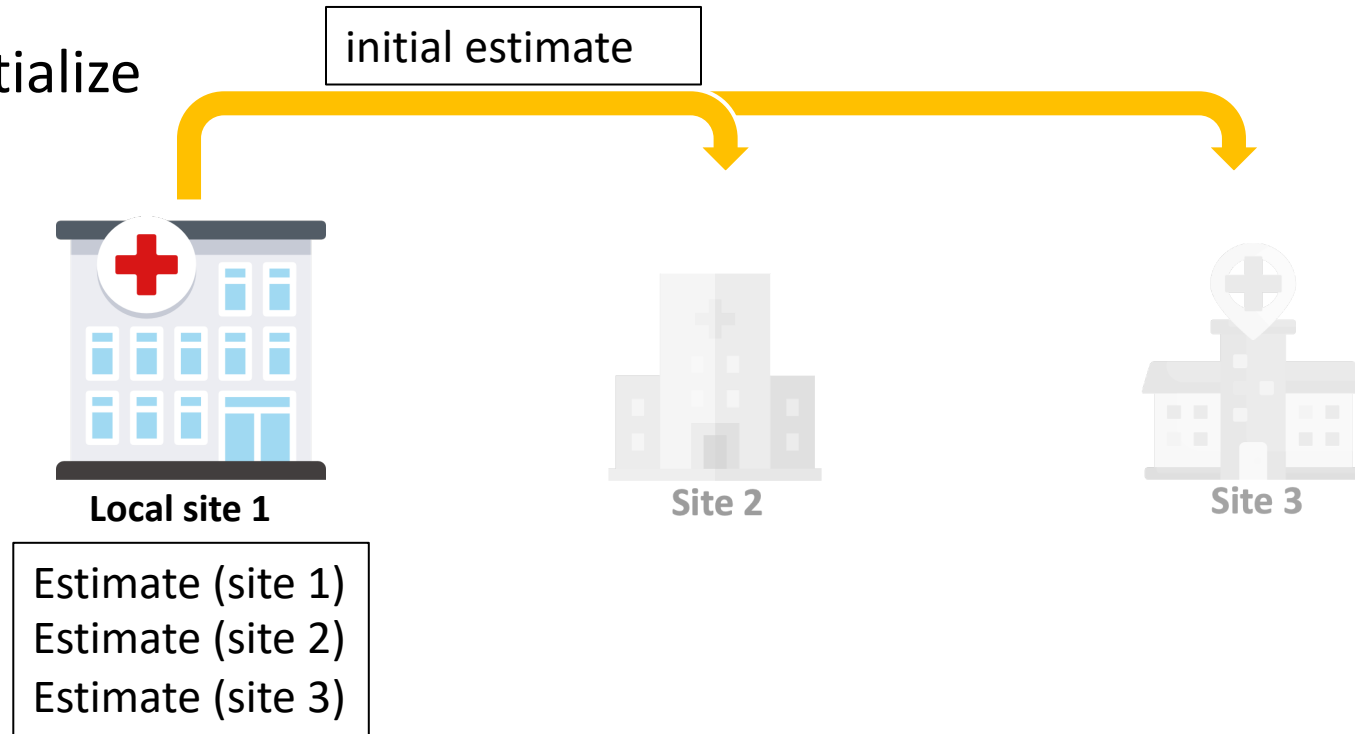 tialize
initial estimate
Local site 1
Site 2
Site 3
Estimate (site 1)
Estimate (site 2)
Estimate (site 3)